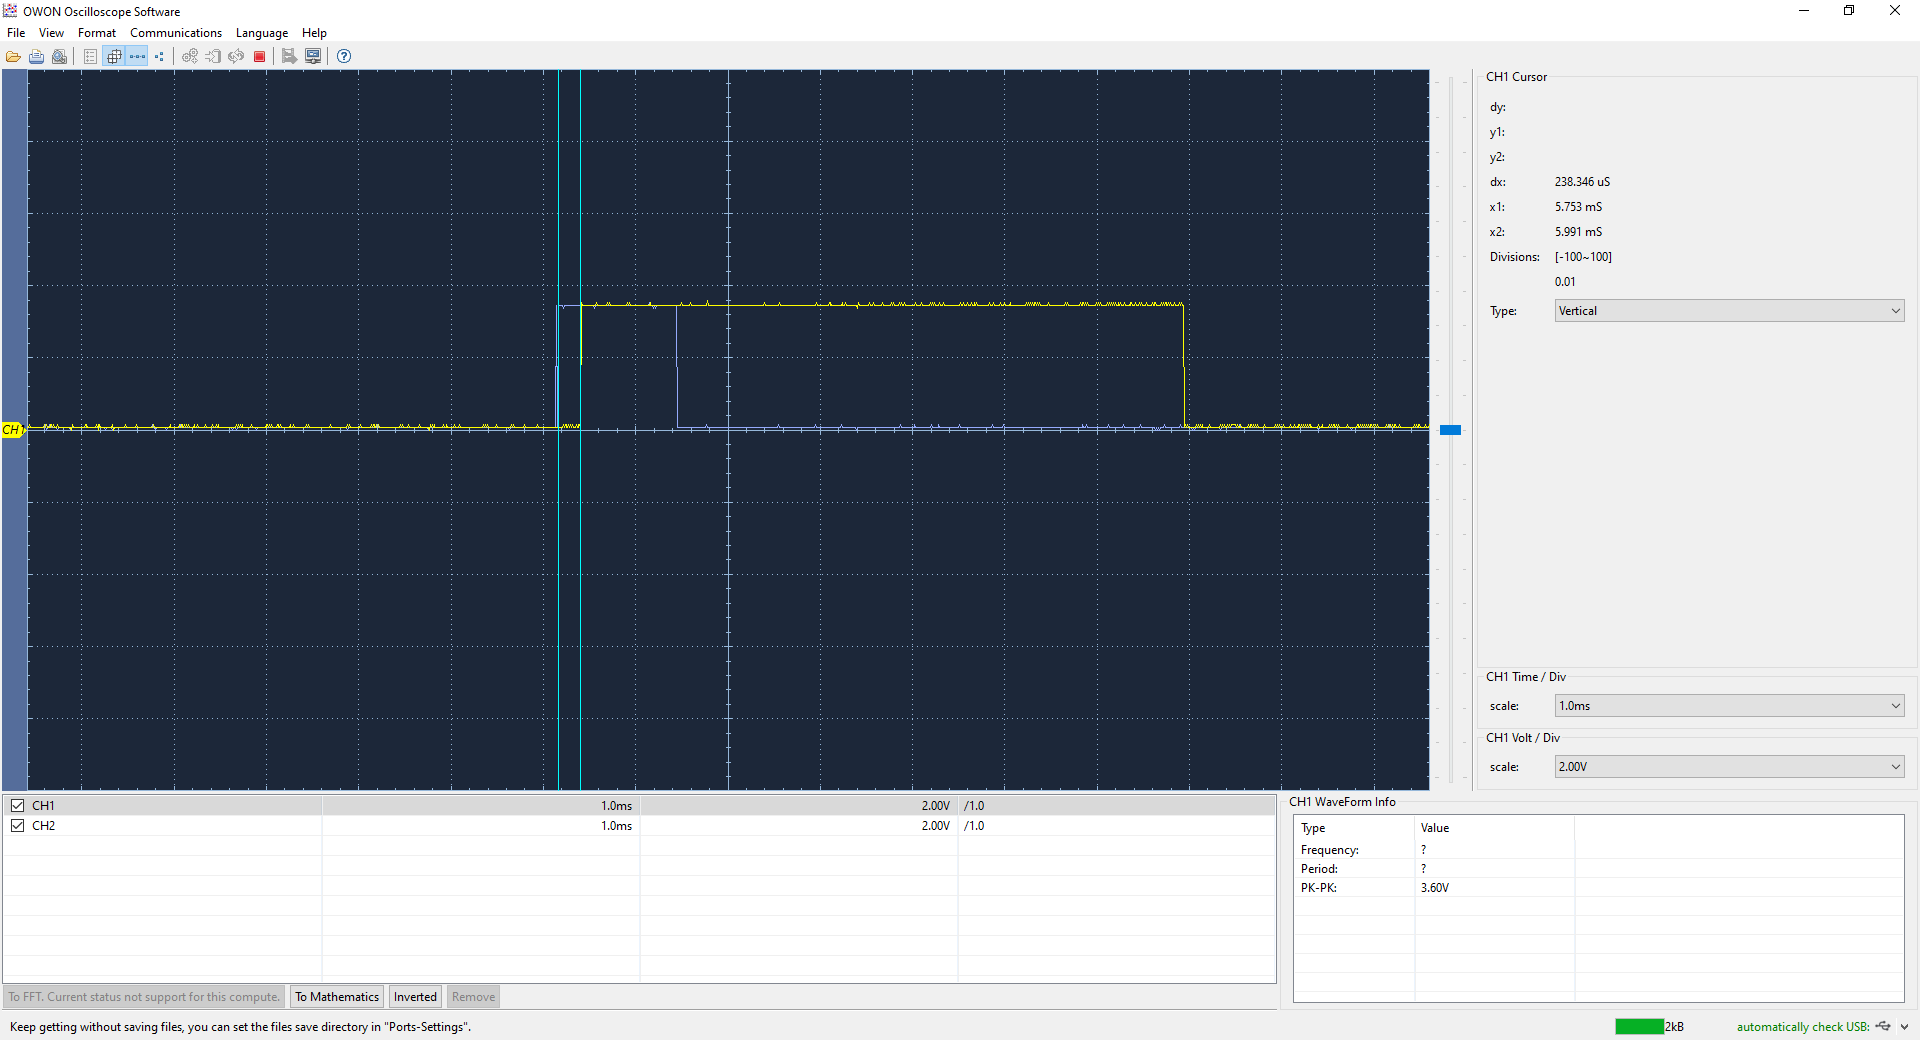 OWON Oscilloscope Software
File View Format Communications Language Help
CH1 Cursor
dy:
y1:
y2:
dx: 238.346 uS
x1: 5.753 mS
x2: 5.991 mS
Divisions: [-100~100]
0.01
Type: Vertical
CH1
CH1 Time / Div
scale: 1.0ms
CH1 Volt / Div
scale: 2.00V
CH1 1.0ms 2.00V /1.0
CH2 1.0ms 2.00V /1.0
CH1 WaveForm Info
Type Value
Frequency: ?
Period: ?
PK-PK: 3.60V
To FFT. Current status not support for this compute. To Mathematics Inverted Remove
Keep getting without saving files, you can set the files save directory in "Ports-Settings". 2kB automatically check USB: